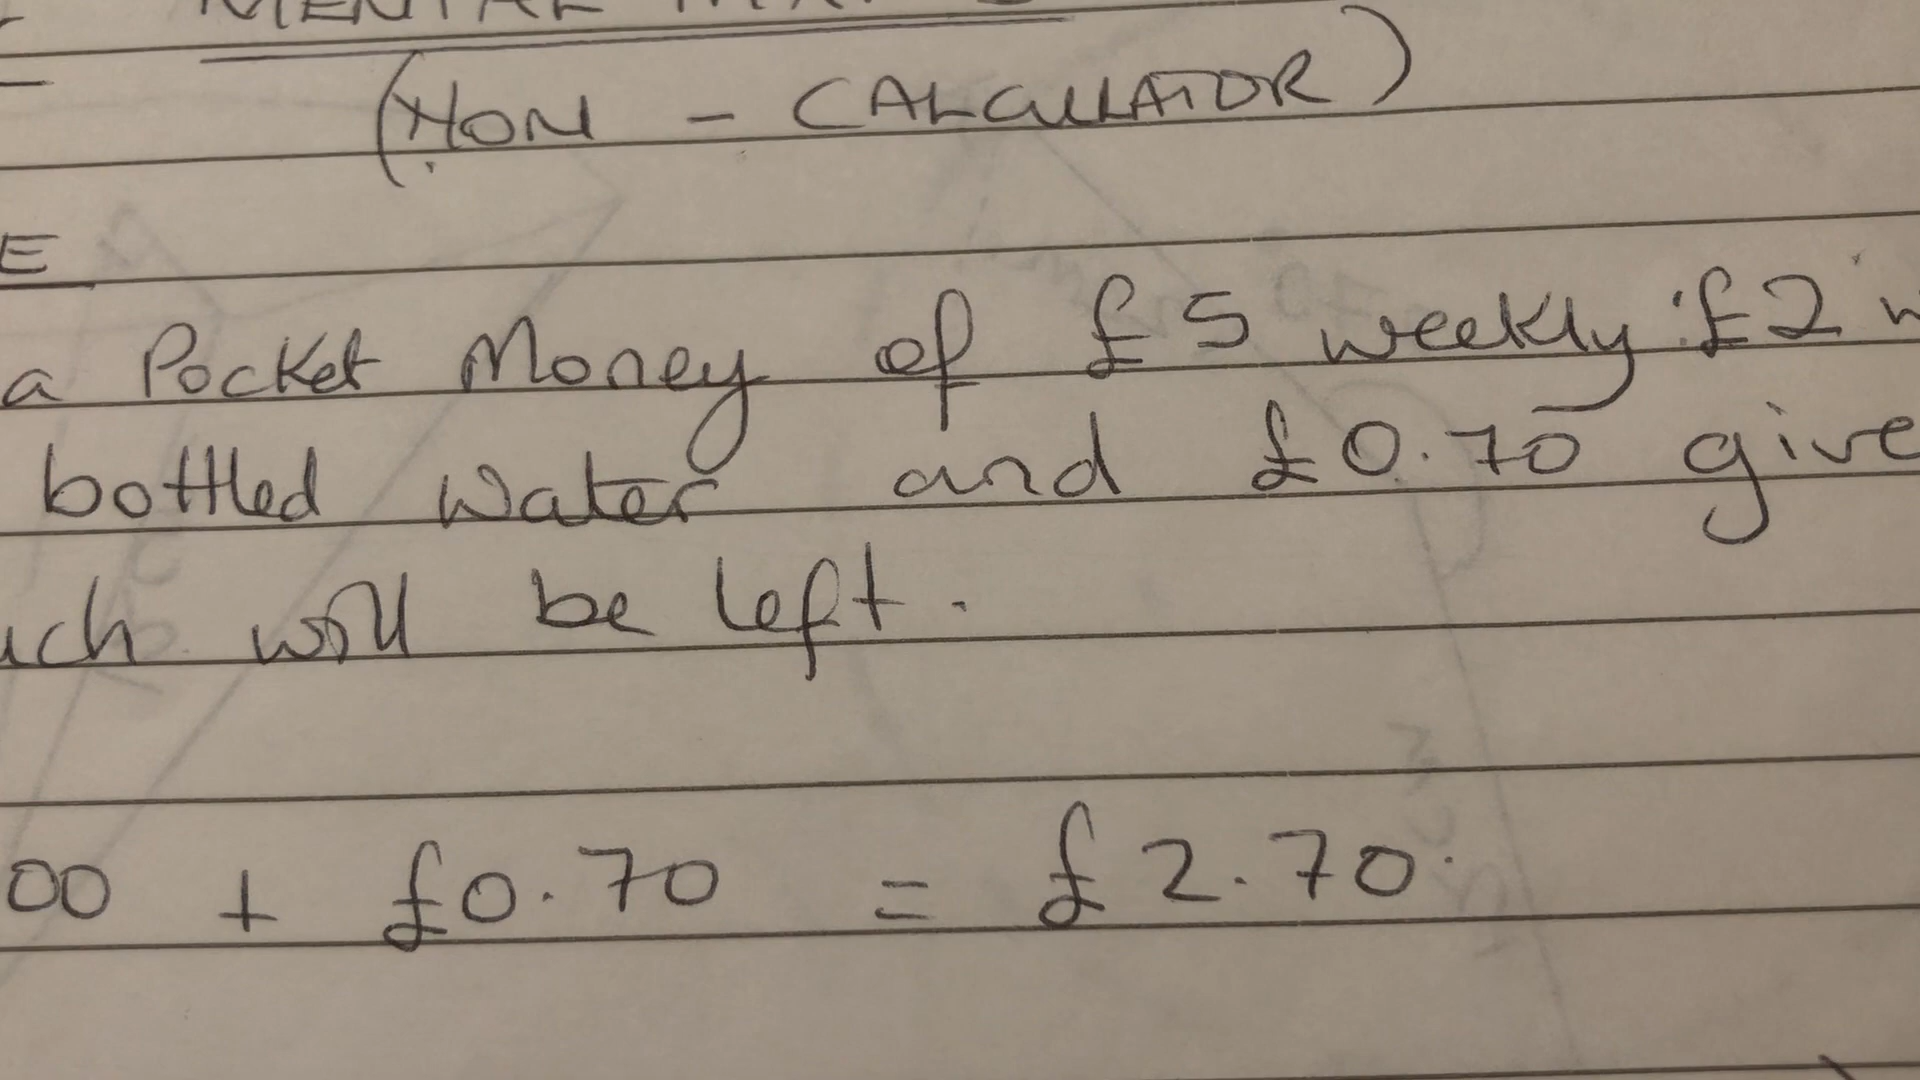 MENTAL
(NON - CALCULATOR)
E
a Pocket Money of £5 weekly. £2
bottled water and £0.70 give
uch will be left.
00 + £0.70 = £2.70.